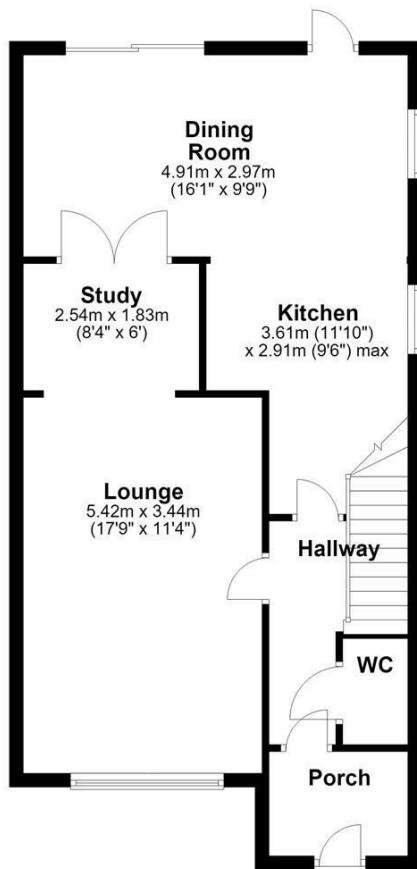 Dining
Room
4.91m x 2.97m
(16'1" x 9'9")
Study
2.54m x 1.83m
(8'4" x 6')
Kitchen
3.61m (11'10")
x 2.91m (9'6") max
Lounge
5.42m x 3.44m
(17'9" x 11'4")
Hallway
WC
Porch